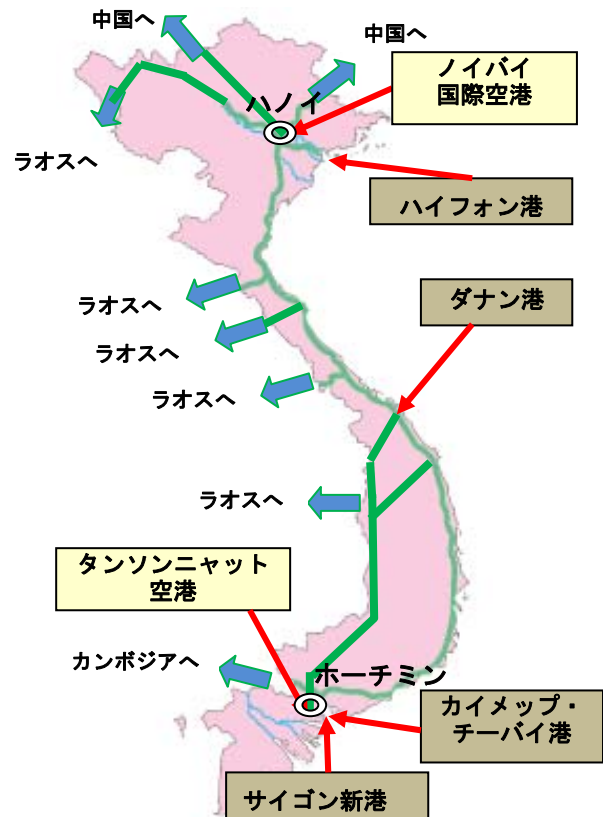 中国へ
中国へ
ノイバイ
国際空港
ハノイ
ラオスへ
ハイフォン港
ダナン港
ラオスへ
ラオスへ
ラオスへ
ラオスへ
タンソンニャット
空港
カンボジアへ
ホーチミン
カイメップ・
チーバイ港
サイゴン新港